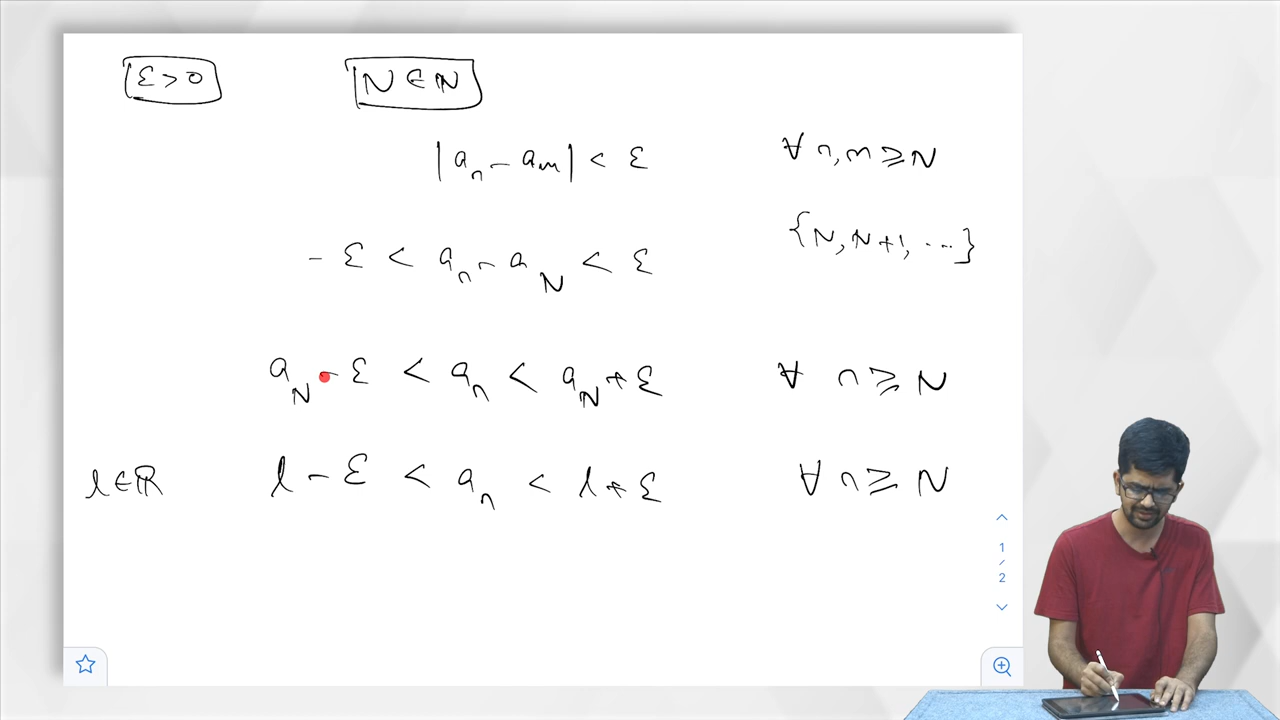 ε>0 N∈ℕ
|aₙ - aₘ| < ε ∀ n,m ⩾ N
{N, N+1, ...}
- ε < aₙ - a_N < ε
a_N - ε < aₙ < a_N + ε ∀ n ⩾ N
l∈ℝ l - ε < aₙ < l + ε ∀ n ⩾ N
1
/
2